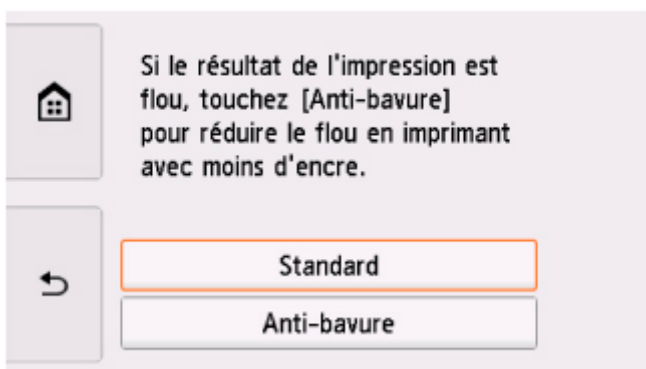 Si le résultat de l'impression est
flou, touchez [Anti-bavure]
pour réduire le flou en imprimant
avec moins d'encre.
Standard
Anti-bavure